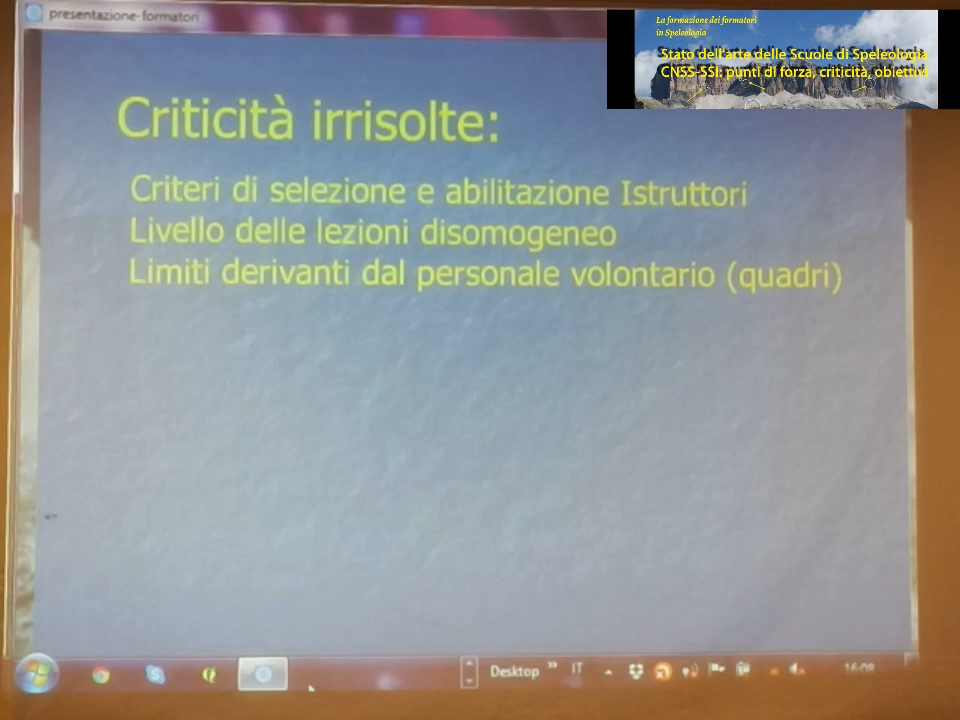 presentazione-formatori
La formazione dei formatori
in Speleologia
Stato dell'arte delle Scuole di Speleologia
CNSS-SSI: punti di forza, criticità, obiettivi
Criticità irrisolte:
Criteri di selezione e abilitazione Istruttori
Livello delle lezioni disomogeneo
Limiti derivanti dal personale volontario (quadri)
Desktop » IT 16:08